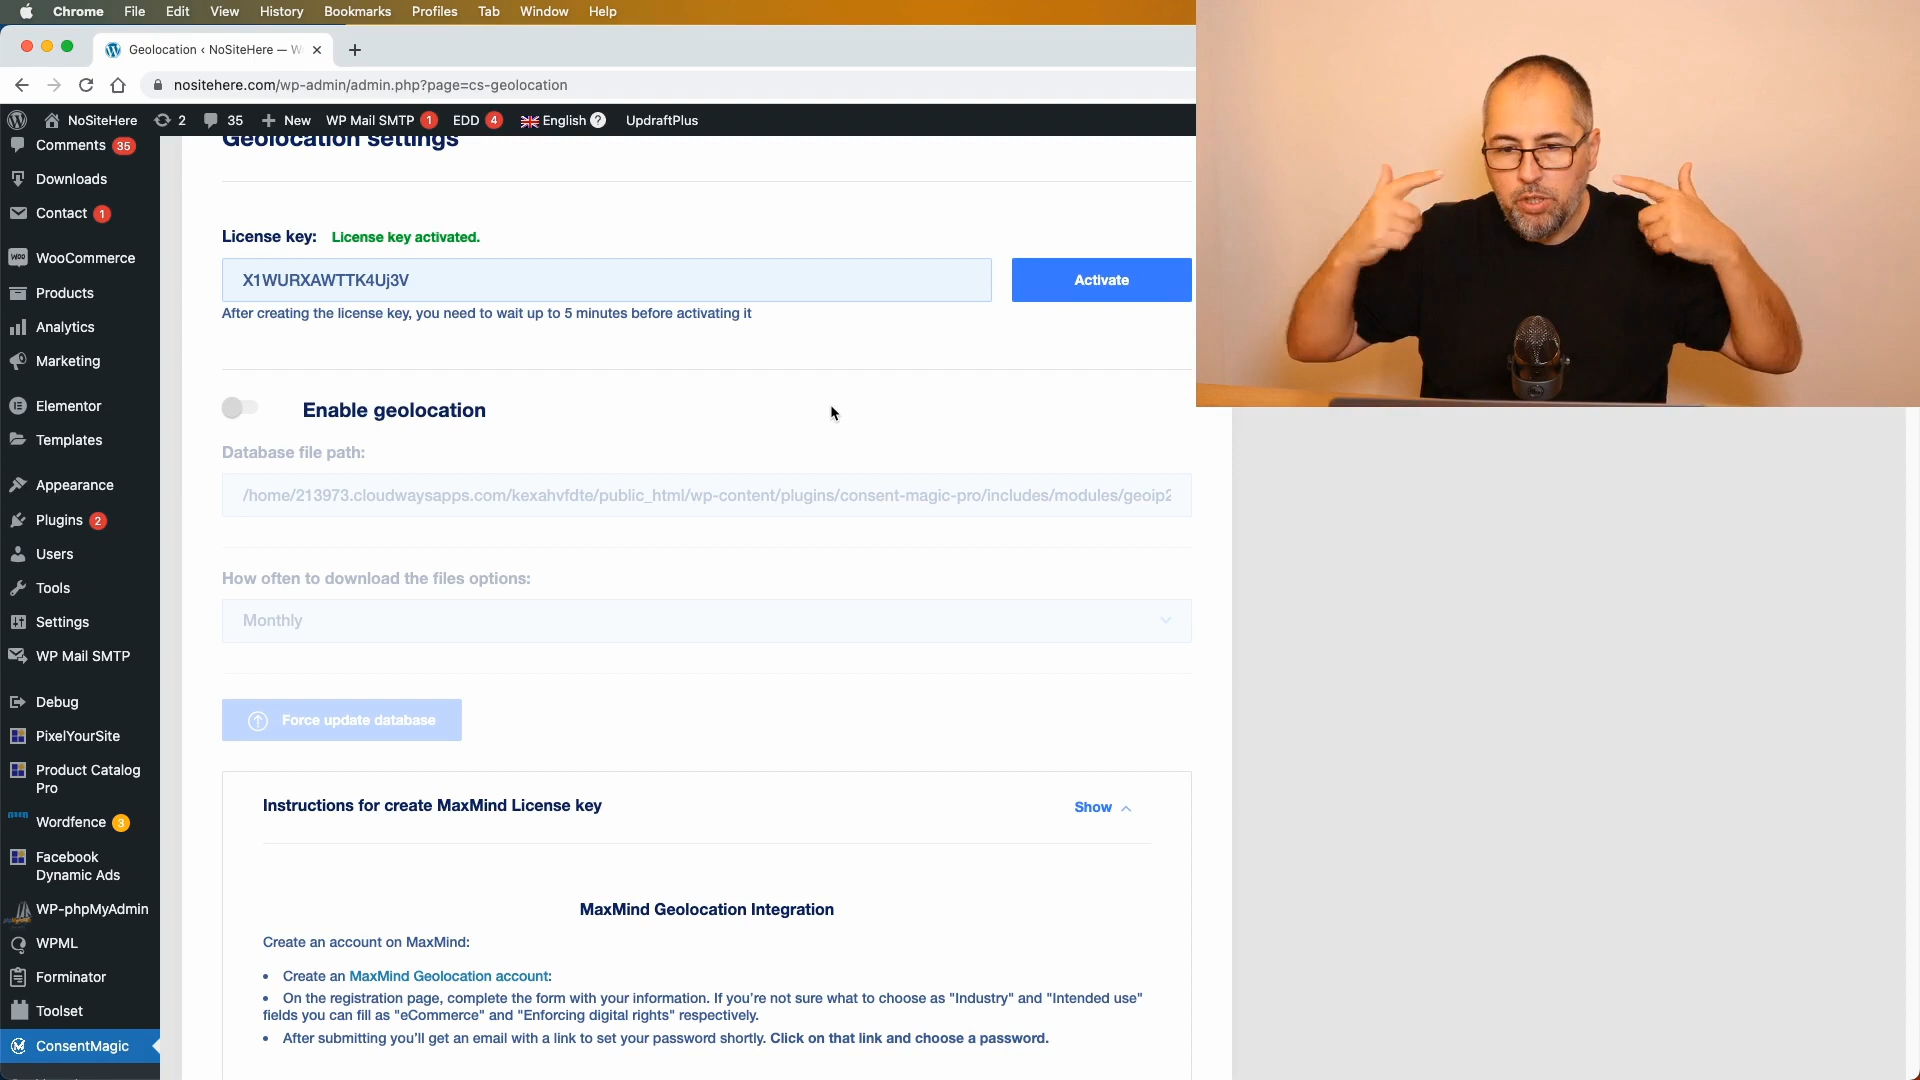 Chrome File Edit View History Bookmarks Profiles Tab Window Help
Geolocation ‹ NoSiteHere — W
nositehere.com/wp-admin/admin.php?page=cs-geolocation
NoSiteHere 2 35 New WP Mail SMTP 1 EDD 4 English ? UpdraftPlus
Comments 35
Downloads
Contact 1
WooCommerce
Products
Analytics
Marketing
Elementor
Templates
Appearance
Plugins 2
Users
Tools
Settings
WP Mail SMTP
Debug
PixelYourSite
Product Catalog
Pro
Wordfence 3
Facebook
Dynamic Ads
WP-phpMyAdmin
WPML
Forminator
Toolset
ConsentMagic
Geolocation settings
License key: License key activated.
X1WURXAWTTK4Uj3V
Activate
After creating the license key, you need to wait up to 5 minutes before activating it
Enable geolocation
Database file path:
/home/213973.cloudwaysapps.com/kexahvfdte/public_html/wp-content/plugins/consent-magic-pro/includes/modules/geoip2
How often to download the files options:
Monthly
Force update database
Instructions for create MaxMind License key
Show
MaxMind Geolocation Integration
Create an account on MaxMind:
• Create an MaxMind Geolocation account:
• On the registration page, complete the form with your information. If you're not sure what to choose as "Industry" and "Intended use"
fields you can fill as "eCommerce" and "Enforcing digital rights" respectively.
• After submitting you'll get an email with a link to set your password shortly. Click on that link and choose a password.